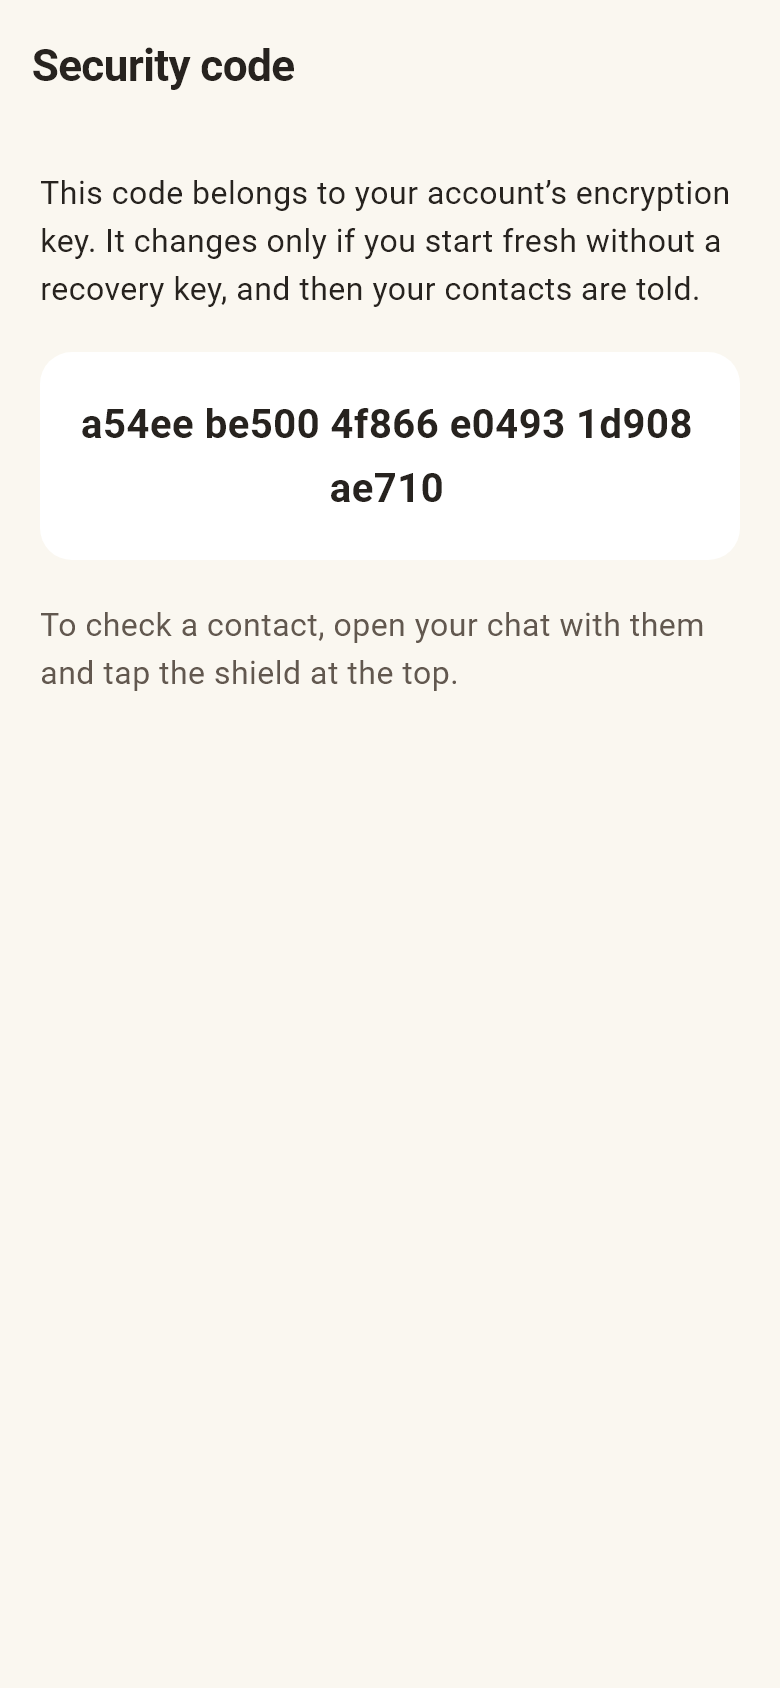 Security code
This code belongs to your account’s encryption
key. It changes only if you start fresh without a
recovery key, and then your contacts are told.
a54ee be500 4f866 e0493 1d908
ae710
To check a contact, open your chat with them
and tap the shield at the top.